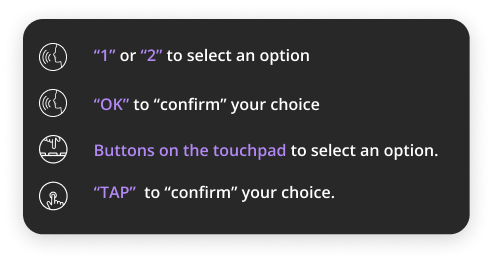 “1” or “2” to select an option
“OK” to “confirm” your choice
Buttons on the touchpad to select an option.
“TAP” to “confirm” your choice.